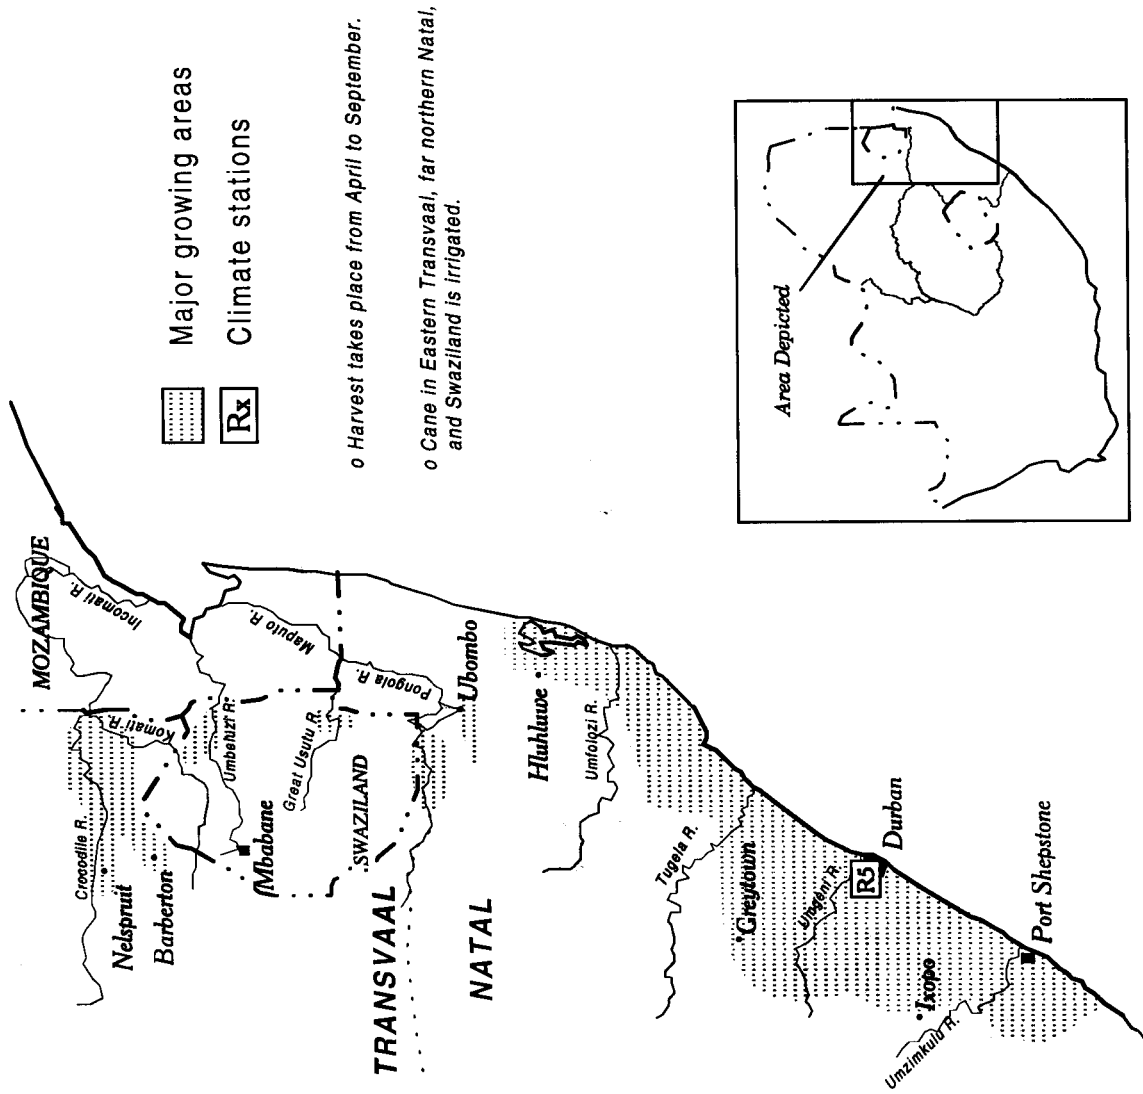 Major growing areas
Rx
Climate stations
o Harvest takes place from April to September.
o Cane in Eastern Transvaal, far northern Natal,
and Swaziland is irrigated.
MOZAMBIQUE
Incomati R.
Maputo R.
Crocodile R.
Komati R.
Umbeluzi R.
Nelspruit
Barberton
Mbabane
Great Usutu R.
Pongola R.
SWAZILAND
Ubombo
TRANSVAAL
NATAL
Hluhluwe
Umfolozi R.
Tugela R.
Greytown
Umgeni R.
R5
Durban
Ixopo
Port Shepstone
Umzimkulu R.
Area Depicted